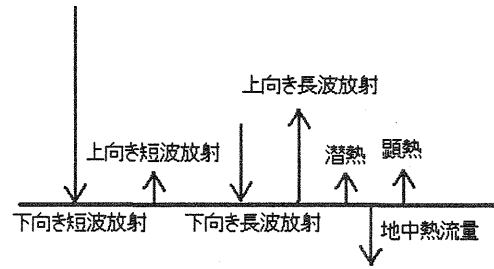 上向き長波放射
上向き短波放射
潜熱
顕熱
下向き短波放射
下向き長波放射
地中熱流量